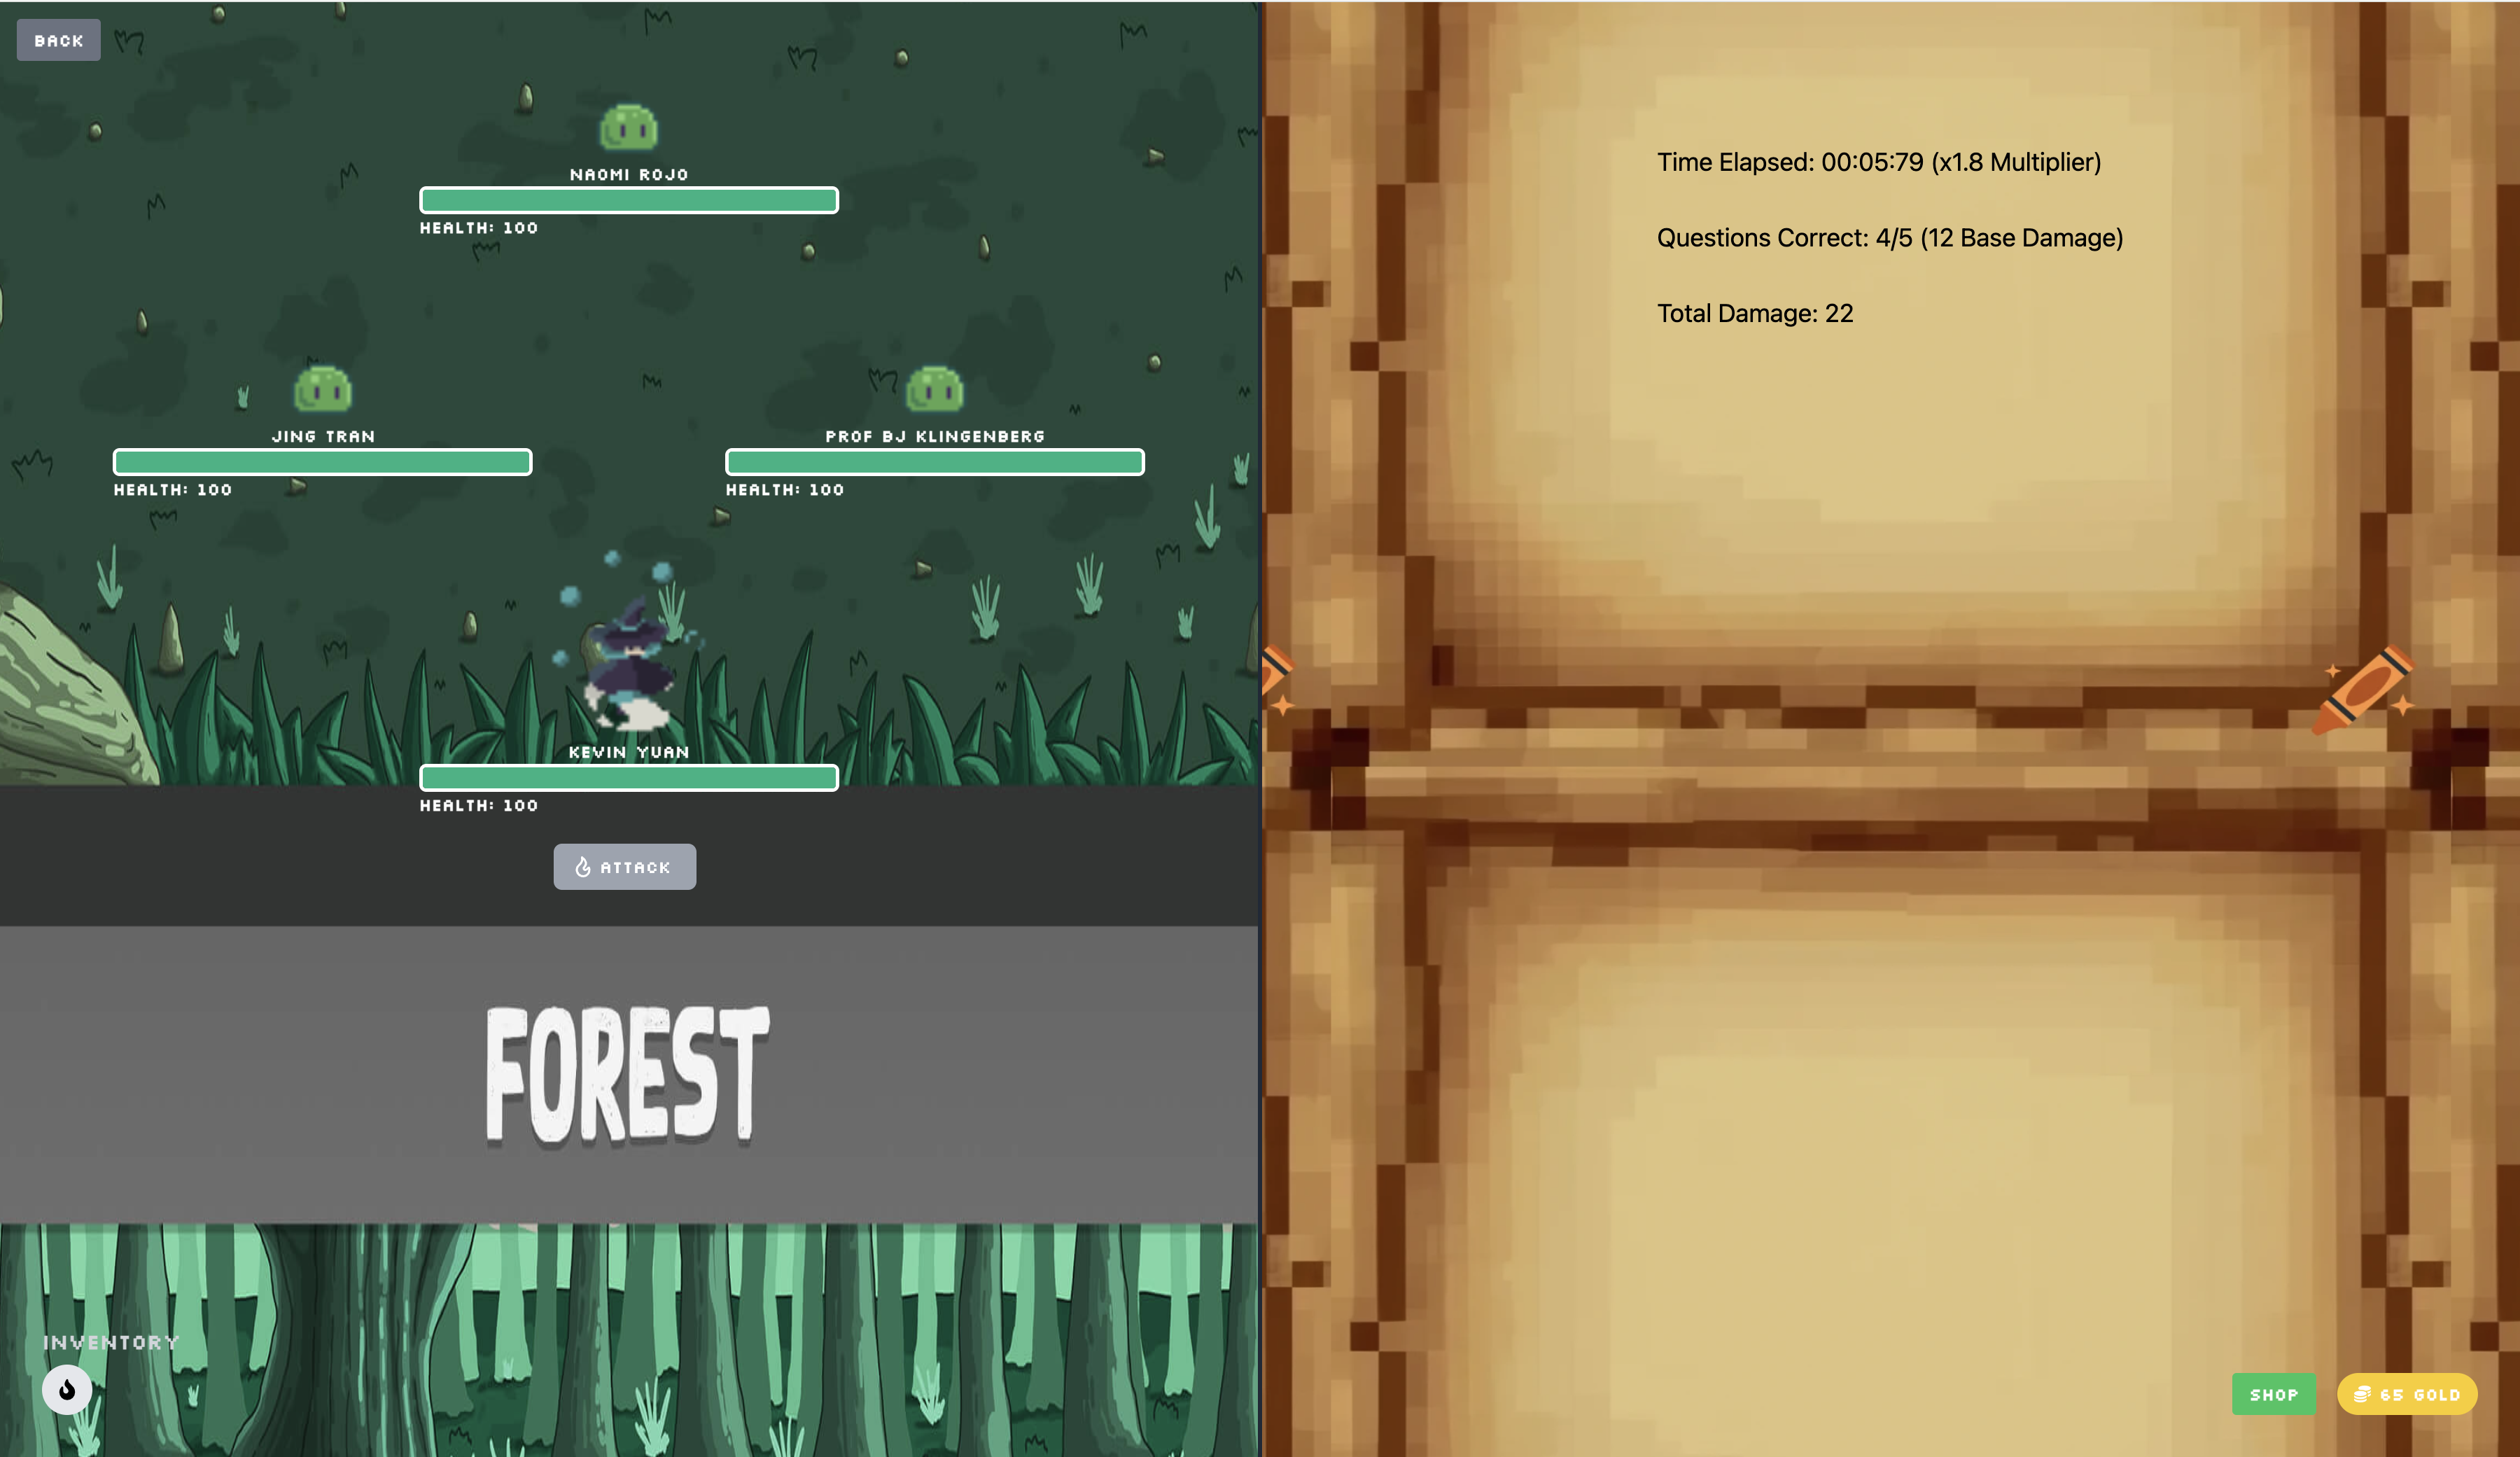 BACK
NAOMI ROJO
HEALTH: 100
JING TRAN
HEALTH: 100
PROF BJ KLINGENBERG
HEALTH: 100
KEVIN YUAN
HEALTH: 100
ATTACK
FOREST
INVENTORY
Time Elapsed: 00:05:79 (x1.8 Multiplier)
Questions Correct: 4/5 (12 Base Damage)
Total Damage: 22
SHOP
65 GOLD